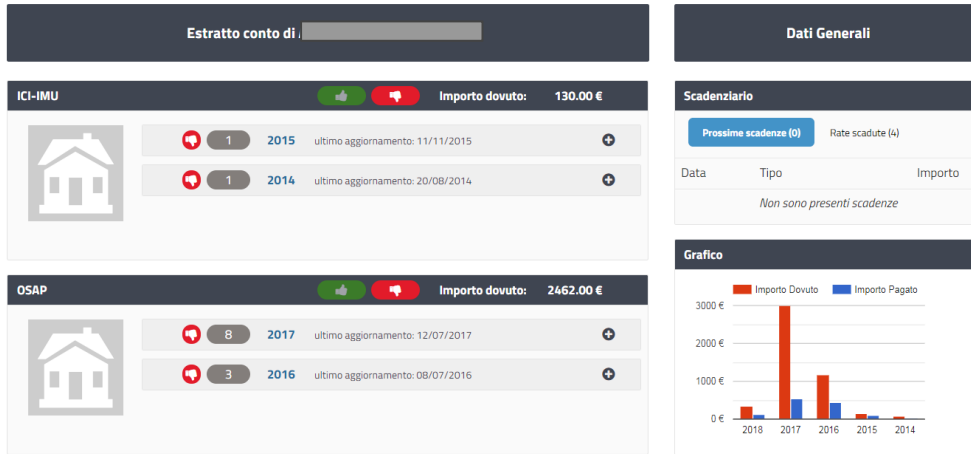 Estratto conto di
Dati Generali
ICI-IMU Importo dovuto: 130.00 €
1 2015 ultimo aggiornamento: 11/11/2015
1 2014 ultimo aggiornamento: 20/08/2014
OSAP Importo dovuto: 2462.00 €
8 2017 ultimo aggiornamento: 12/07/2017
3 2016 ultimo aggiornamento: 08/07/2016
Scadenziario
Prossime scadenze (0) Rate scadute (4)
Data Tipo Importo
Non sono presenti scadenze
Grafico
Importo Dovuto Importo Pagato
3000 €
2000 €
1000 €
0 €
2018 2017 2016 2015 2014